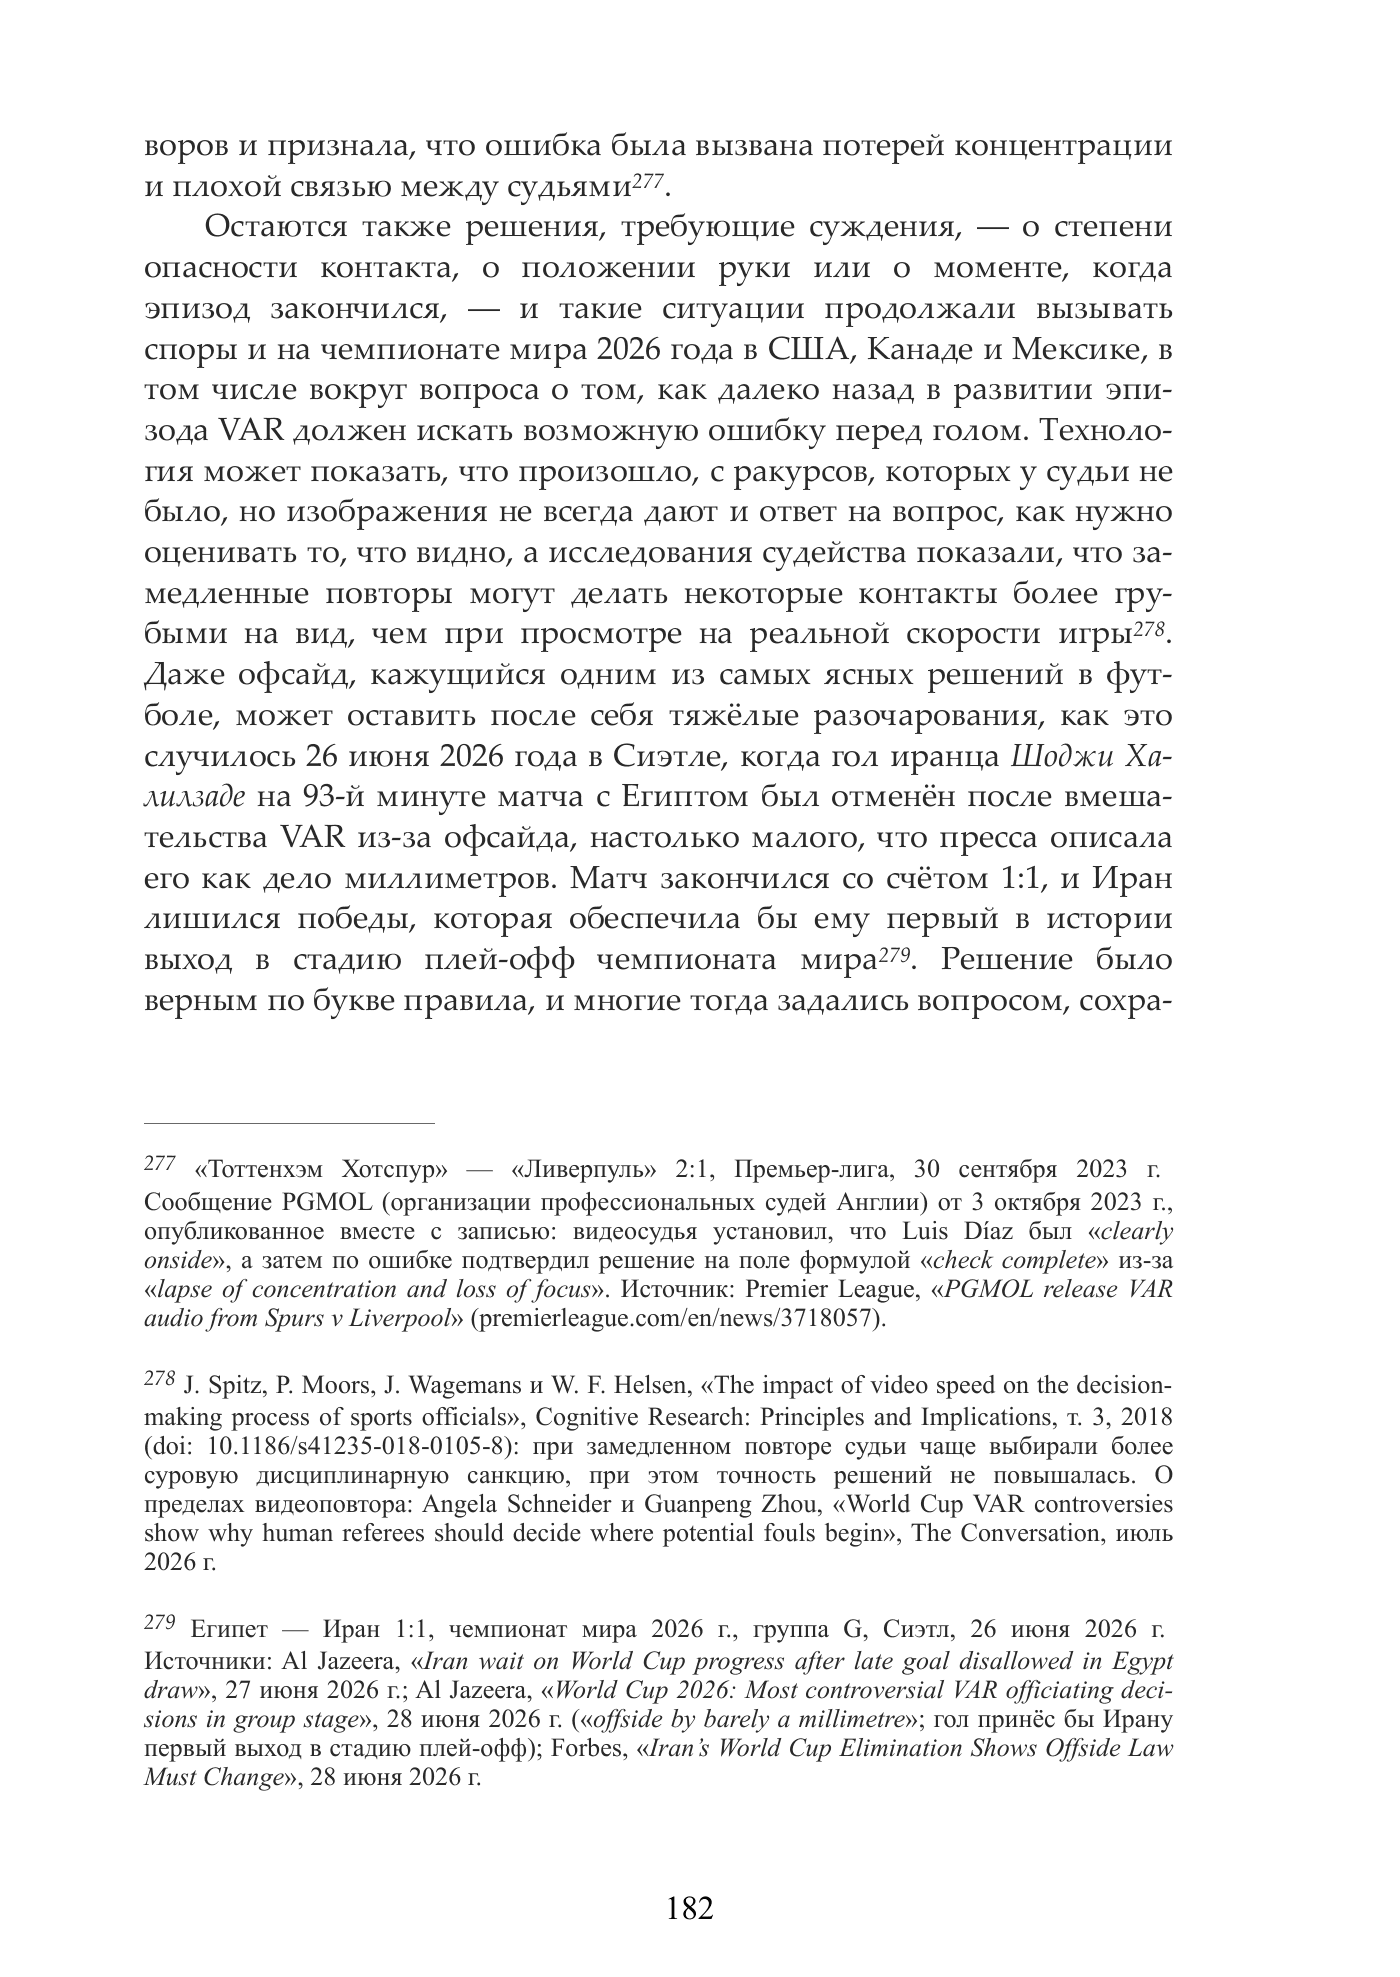 воров и признала, что ошибка была вызвана потерей концентрации
и плохой связью между судьями277.
Остаются также решения, требующие суждения, — о степени
опасности контакта, о положении руки или о моменте, когда
эпизод закончился, — и такие ситуации продолжали вызывать
споры и на чемпионате мира 2026 года в США, Канаде и Мексике, в
том числе вокруг вопроса о том, как далеко назад в развитии эпи-
зода VAR должен искать возможную ошибку перед голом. Техноло-
гия может показать, что произошло, с ракурсов, которых у судьи не
было, но изображения не всегда дают и ответ на вопрос, как нужно
оценивать то, что видно, а исследования судейства показали, что за-
медленные повторы могут делать некоторые контакты более гру-
быми на вид, чем при просмотре на реальной скорости игры278.
Даже офсайд, кажущийся одним из самых ясных решений в фут-
боле, может оставить после себя тяжёлые разочарования, как это
случилось 26 июня 2026 года в Сиэтле, когда гол иранца Шоджи Ха-
лилзаде на 93-й минуте матча с Египтом был отменён после вмеша-
тельства VAR из-за офсайда, настолько малого, что пресса описала
его как дело миллиметров. Матч закончился со счётом 1:1, и Иран
лишился победы, которая обеспечила бы ему первый в истории
выход в стадию плей-офф чемпионата мира279. Решение было
верным по букве правила, и многие тогда задались вопросом, сохра-
277 «Тоттенхэм Хотспур» — «Ливерпуль» 2:1, Премьер-лига, 30 сентября 2023 г.
Сообщение PGMOL (организации профессиональных судей Англии) от 3 октября 2023 г.,
опубликованное вместе с записью: видеосудья установил, что Luis Díaz был «clearly
onside», а затем по ошибке подтвердил решение на поле формулой «check complete» из-за
«lapse of concentration and loss of focus». Источник: Premier League, «PGMOL release VAR
audio from Spurs v Liverpool» (premierleague.com/en/news/3718057).
278 J. Spitz, P. Moors, J. Wagemans и W. F. Helsen, «The impact of video speed on the decision-
making process of sports officials», Cognitive Research: Principles and Implications, т. 3, 2018
(doi: 10.1186/s41235-018-0105-8): при замедленном повторе судьи чаще выбирали более
суровую дисциплинарную санкцию, при этом точность решений не повышалась. О
пределах видеоповтора: Angela Schneider и Guanpeng Zhou, «World Cup VAR controversies
show why human referees should decide where potential fouls begin», The Conversation, июль
2026 г.
279 Египет — Иран 1:1, чемпионат мира 2026 г., группа G, Сиэтл, 26 июня 2026 г.
Источники: Al Jazeera, «Iran wait on World Cup progress after late goal disallowed in Egypt
draw», 27 июня 2026 г.; Al Jazeera, «World Cup 2026: Most controversial VAR officiating deci-
sions in group stage», 28 июня 2026 г. («offside by barely a millimetre»; гол принёс бы Ирану
первый выход в стадию плей-офф); Forbes, «Iran’s World Cup Elimination Shows Offside Law
Must Change», 28 июня 2026 г.
182